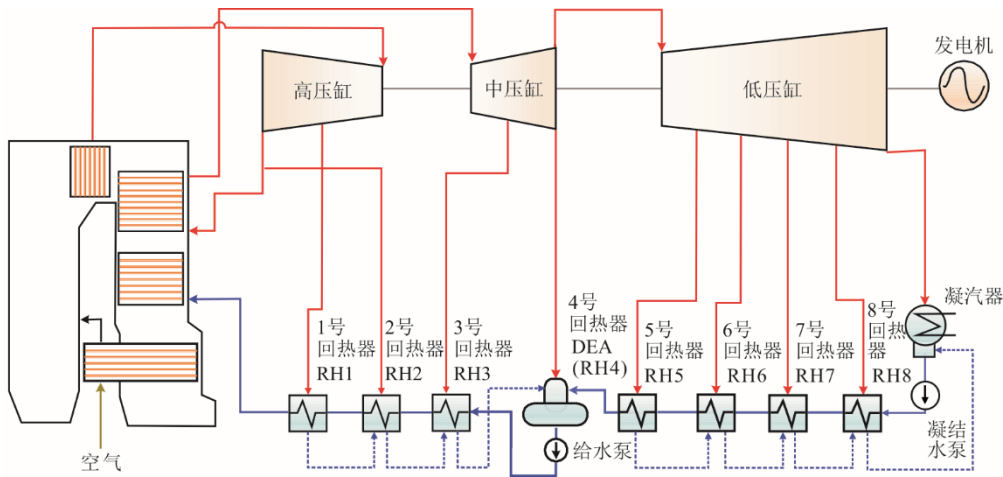 高压缸
中压缸
低压缸
发电机
1号
回热器
RH1
2号
回热器
RH2
3号
回热器
RH3
4号
回热器
DEA
(RH4)
5号
回热器
RH5
6号
回热器
RH6
7号
回热器
RH7
8号
回热
器
RH8
凝汽器
空气
给水泵
凝结
水泵